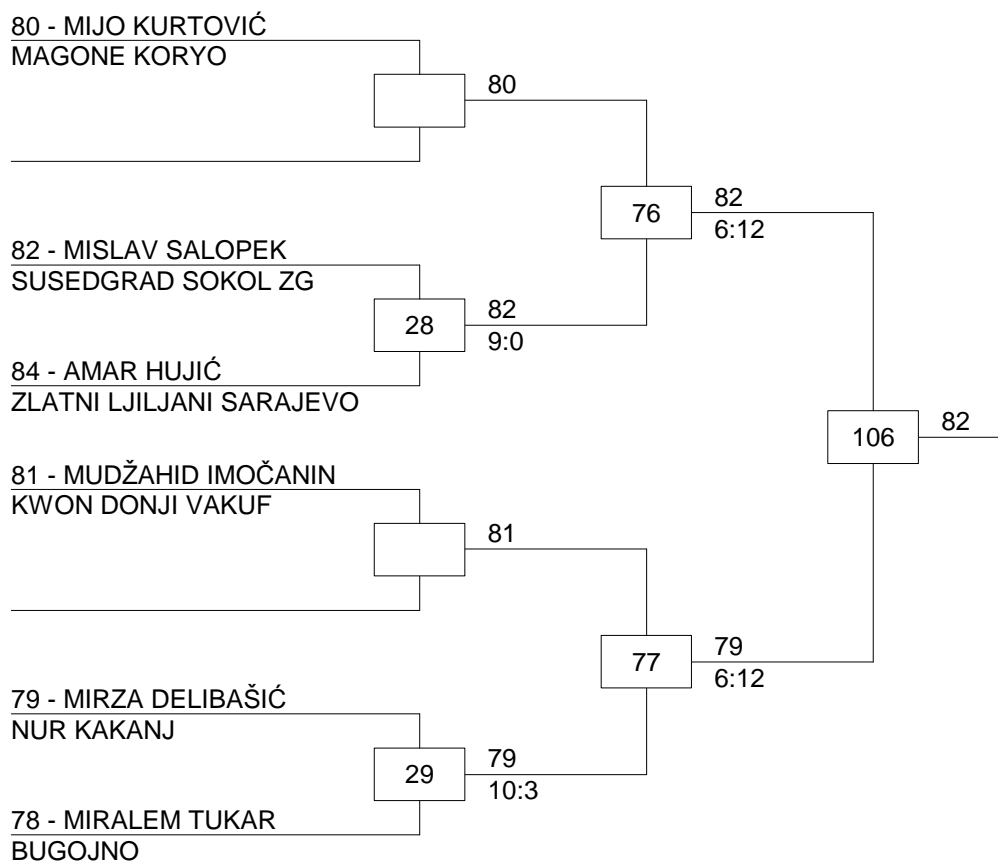 80 - MIJO KURTOVIĆ
MAGONE KORYO
80
76
82
6:12
82 - MISLAV SALOPEK
SUSEDGRAD SOKOL ZG
28
82
9:0
84 - AMAR HUJIĆ
ZLATNI LJILJANI SARAJEVO
106
82
81 - MUDŽAHID IMOČANIN
KWON DONJI VAKUF
81
77
79
6:12
79 - MIRZA DELIBAŠIĆ
NUR KAKANJ
29
79
10:3
78 - MIRALEM TUKAR
BUGOJNO